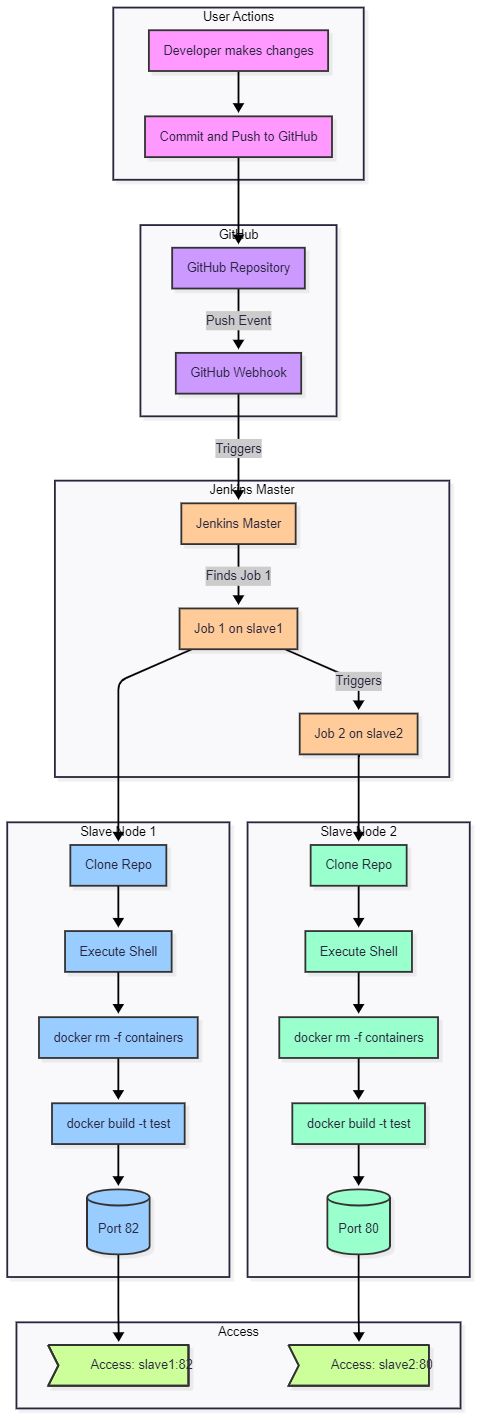 User Actions
Developer makes changes
Commit and Push to GitHub
GitHub
GitHub Repository
Push Event
GitHub Webhook
Triggers
Jenkins Master
Jenkins Master
Finds Job 1
Job 1 on slave1
Triggers
Job 2 on slave2
Slave Node 1
Clone Repo
Execute Shell
docker rm -f containers
docker build -t test
Port 82
Slave Node 2
Clone Repo
Execute Shell
docker rm -f containers
docker build -t test
Port 80
Access
Access: slave1:82
Access: slave2:80